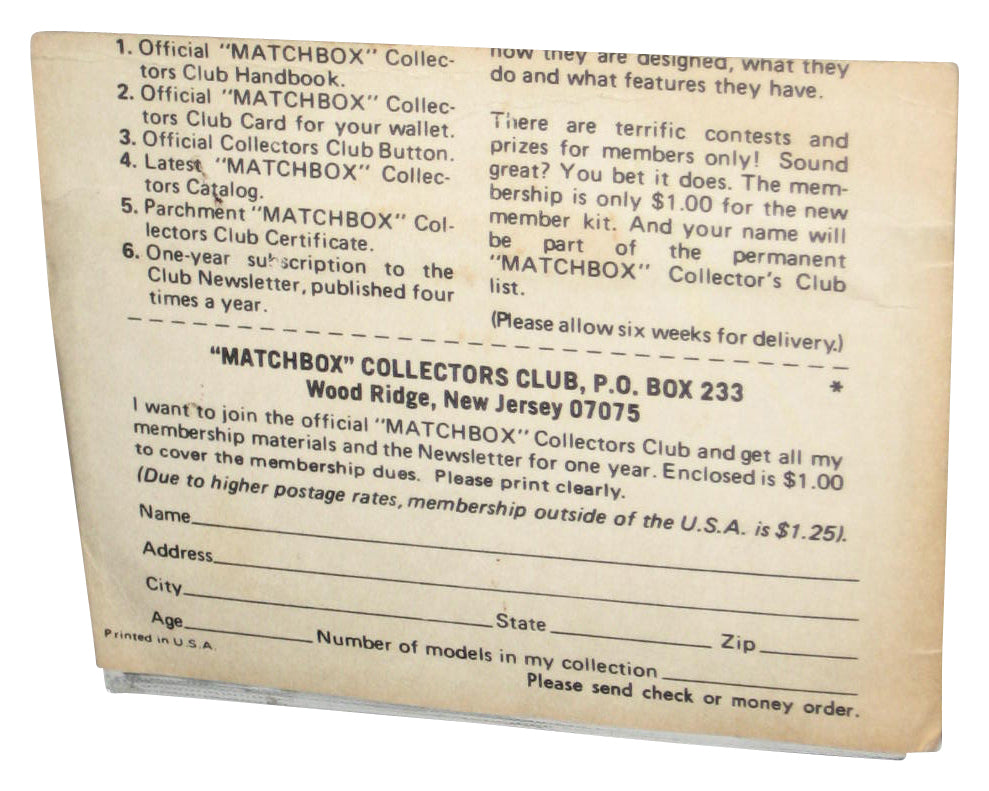 1. Official "MATCHBOX" Collec-
tors Club Handbook.
2. Official "MATCHBOX" Collec-
tors Club Card for your wallet.
3. Official Collectors Club Button.
4. Latest "MATCHBOX" Collec-
tors Catalog.
5. Parchment "MATCHBOX" Col-
lectors Club Certificate.
6. One-year subscription to the
Club Newsletter, published four
times a year.
how they are designed, what they
do and what features they have.
There are terrific contests and
prizes for members only! Sound
great? You bet it does. The mem-
bership is only $1.00 for the new
member kit. And your name will
be part of the permanent
"MATCHBOX" Collector's Club
list.
(Please allow six weeks for delivery.)
"MATCHBOX" COLLECTORS CLUB, P.O. BOX 233 *
Wood Ridge, New Jersey 07075
I want to join the official "MATCHBOX" Collectors Club and get all my
membership materials and the Newsletter for one year. Enclosed is $1.00
to cover the membership dues. Please print clearly.
(Due to higher postage rates, membership outside of the U.S.A. is $1.25).
Name
Address
City State Zip
Age Number of models in my collection
Printed in U.S.A.
Please send check or money order.